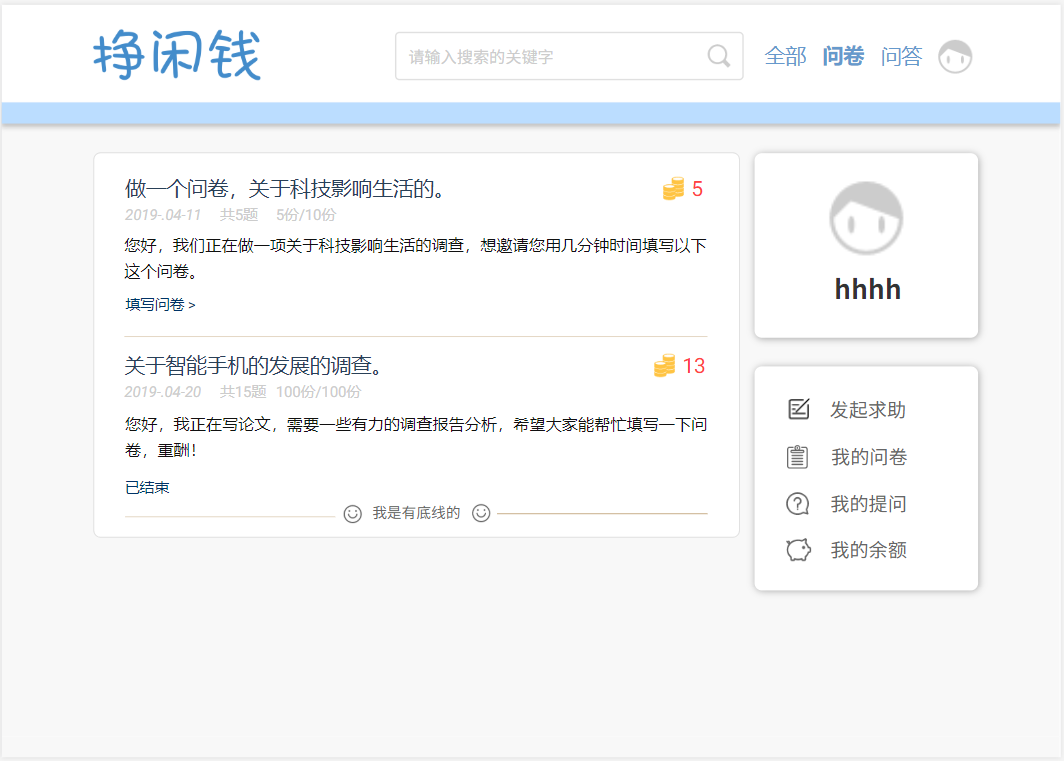 挣闲钱
请输入搜索的关键字
全部 问卷 问答
做一个问卷，关于科技影响生活的。
5
2019-.04-11 共5题 5份/10份
您好，我们正在做一项关于科技影响生活的调查，想邀请您用几分钟时间填写以下
这个问卷。
填写问卷 >
关于智能手机的发展的调查。
13
2019-.04-20 共15题 100份/100份
您好，我正在写论文，需要一些有力的调查报告分析，希望大家能帮忙填写一下问
卷，重酬！
已结束
我是有底线的
hhhh
发起求助
我的问卷
我的提问
我的余额